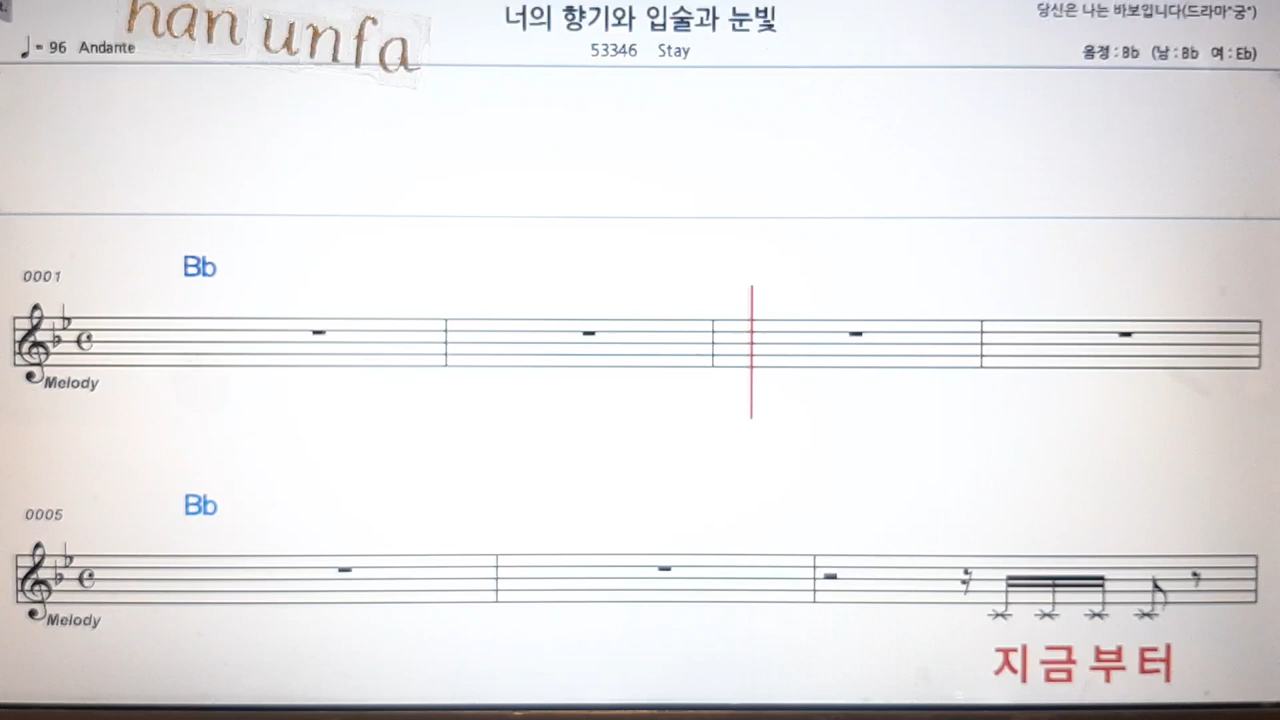 han unfa
너의 향기와 입술과 눈빛
당신은 나는 바보입니다(드라마"궁")
♩= 96 Andante
53346 Stay
음정 : Bb (남 : Bb 여 : Eb)
0001
Bb
Melody
0005
Bb
Melody
지금부터